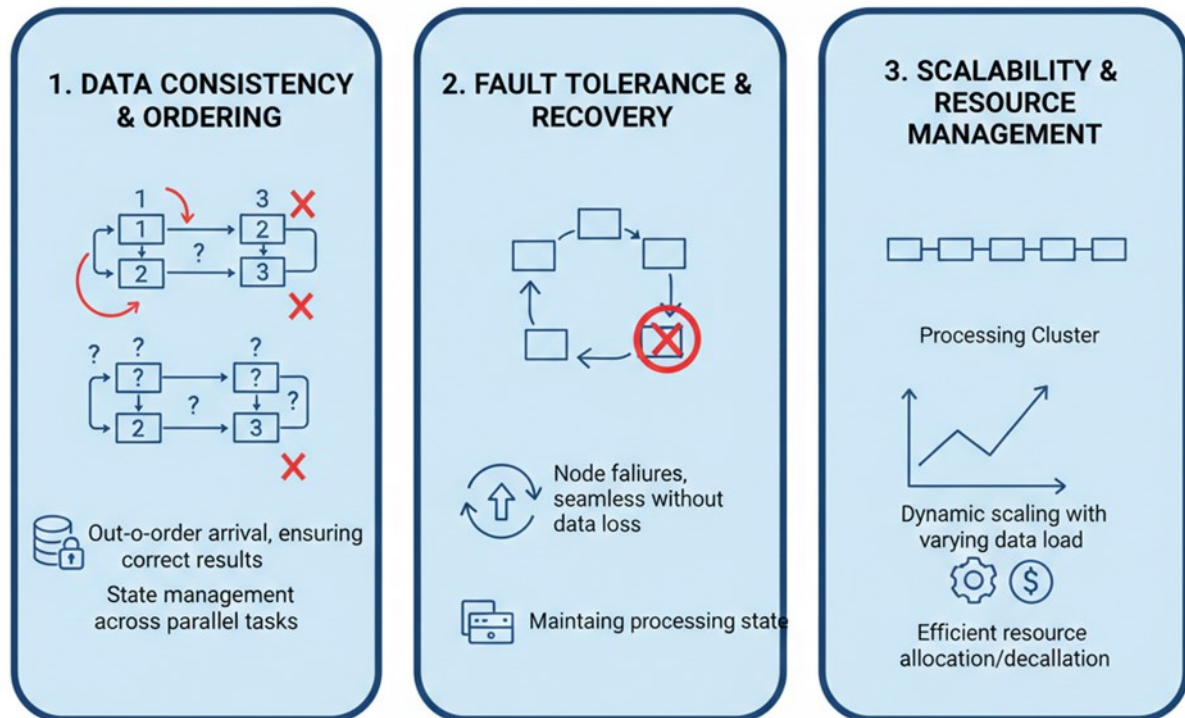 1. DATA CONSISTENCY
& ORDERING
1 3
1 2
?
2 3
? ? ?
? ?
? ?
2 3
Out-o-order arrival, ensuring
correct results
State management
across parallel tasks
2. FAULT TOLERANCE &
RECOVERY
Node faliures,
seamless without
data loss
Maintaing processing state
3. SCALABILITY &
RESOURCE
MANAGEMENT
Processing Cluster
Dynamic scaling with
varying data load
$
Efficient resource
allocation/decallation